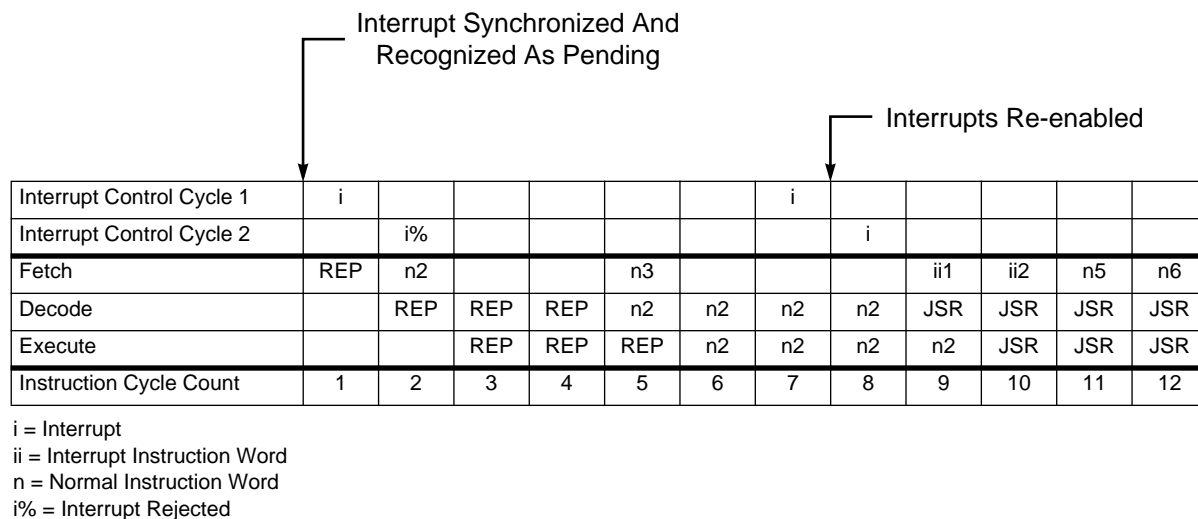 Interrupt Synchronized And
Recognized As Pending
Interrupts Re-enabled
Interrupt Control Cycle 1 i i
Interrupt Control Cycle 2 i% i
Fetch REP n2 n3 ii1 ii2 n5 n6
Decode REP REP REP n2 n2 n2 n2 JSR JSR JSR JSR
Execute REP REP REP n2 n2 n2 n2 JSR JSR JSR
Instruction Cycle Count 1 2 3 4 5 6 7 8 9 10 11 12
i = Interrupt
ii = Interrupt Instruction Word
n = Normal Instruction Word
i% = Interrupt Rejected